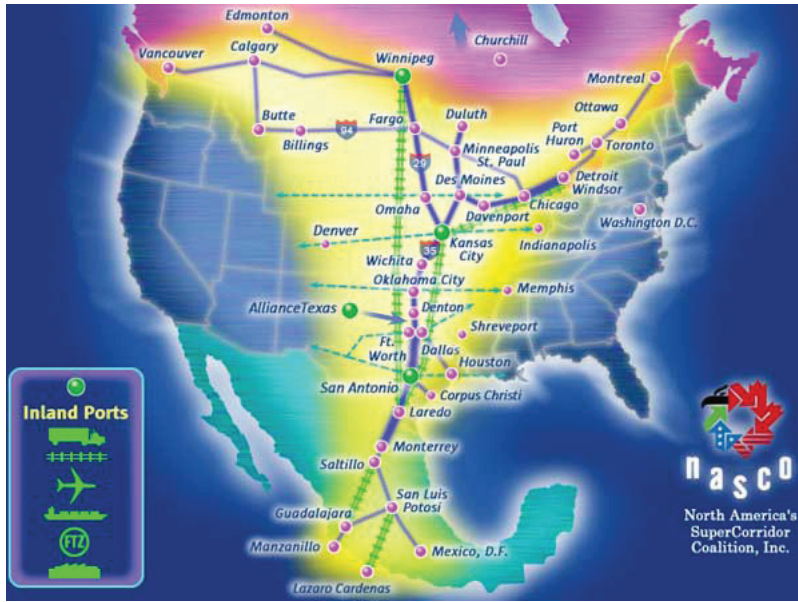 Edmonton
Churchill
Vancouver
Calgary
Winnipeg
Montreal
Butte
Fargo
Duluth
Ottawa
94
Port
Huron
Billings
Minneapolis
St. Paul
Toronto
29
Des Moines
Detroit
Windsor
Omaha
Davenport
Chicago
Washington D.C.
Denver
Kansas
City
Indianapolis
35
Wichita
Oklahoma City
Memphis
AllianceTexas
Denton
Shreveport
Ft.
Worth
Dallas
Houston
San Antonio
Corpus Christi
Laredo
Monterrey
Saltillo
San Luis
Potosí
Guadalajara
Manzanillo
Mexico, D.F.
Lazaro Cardenas
Inland Ports
FTZ
nasco
North America's
SuperCorridor
Coalition, Inc.